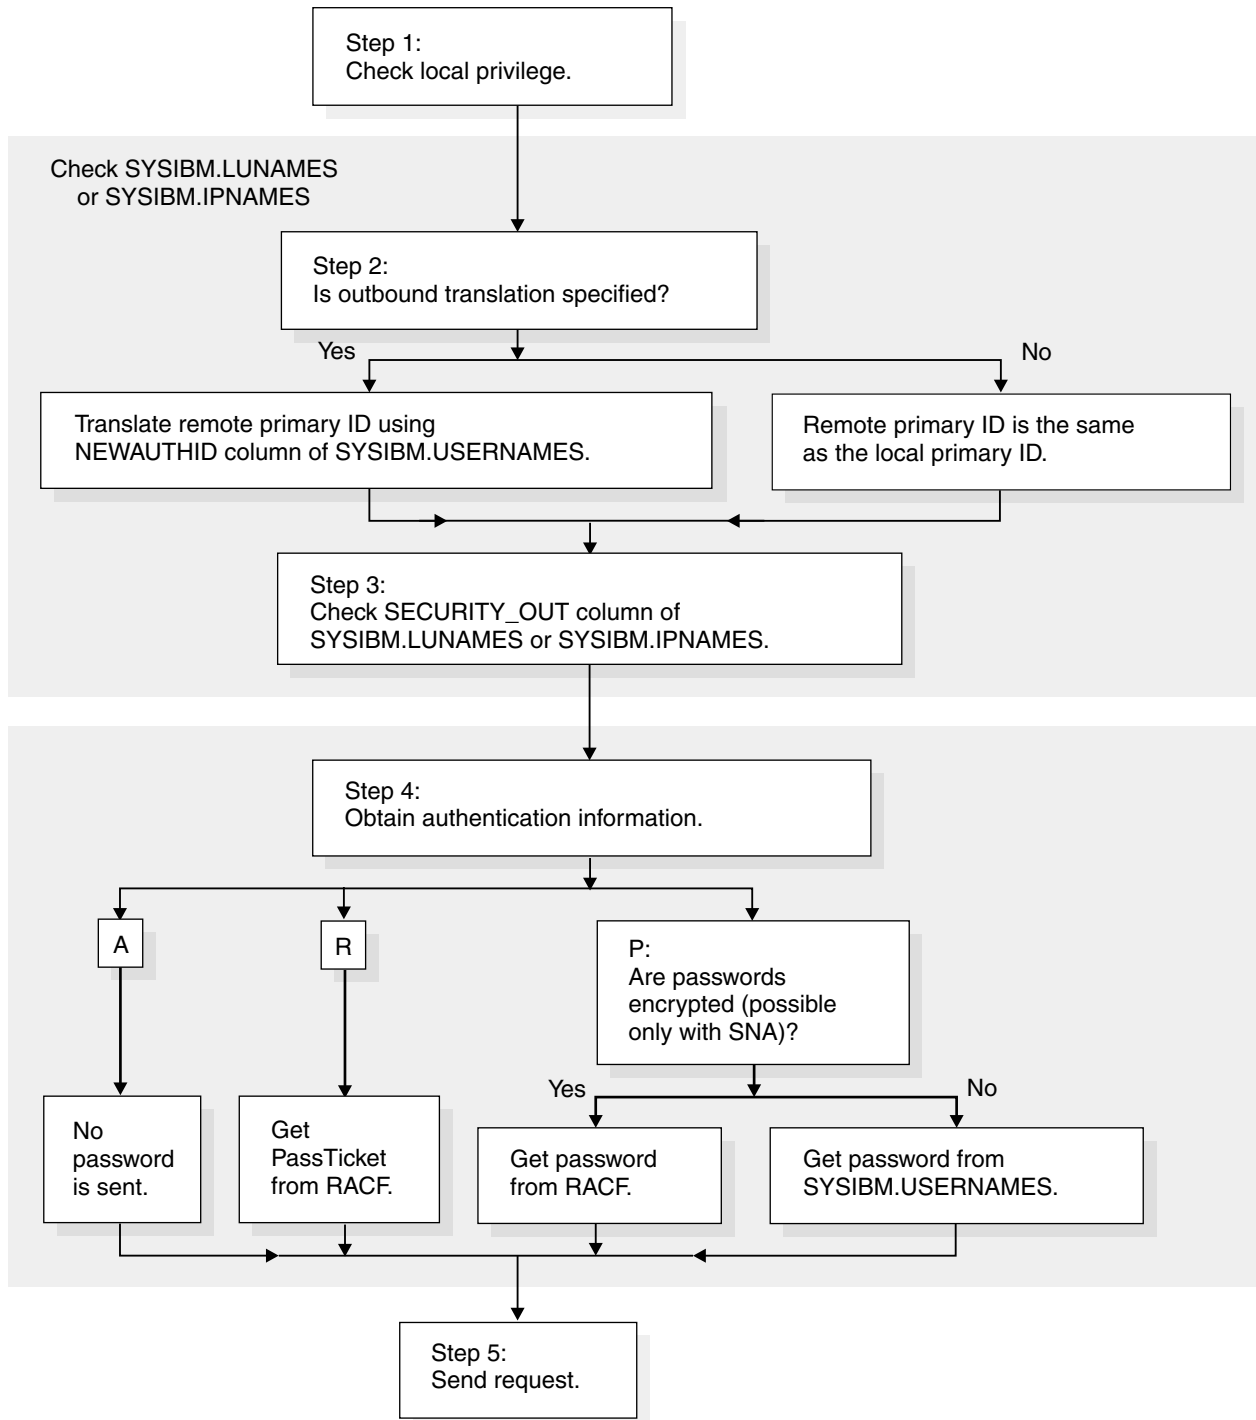 Step 1:
Check local privilege.
Check SYSIBM.LUNAMES
or SYSIBM.IPNAMES
Step 2:
Is outbound translation specified?
Yes
No
Translate remote primary ID using
NEWAUTHID column of SYSIBM.USERNAMES.
Remote primary ID is the same
as the local primary ID.
Step 3:
Check SECURITY_OUT column of
SYSIBM.LUNAMES or SYSIBM.IPNAMES.
Step 4:
Obtain authentication information.
A
R
P:
Are passwords
encrypted (possible
only with SNA)?
Yes
No
No
password
is sent.
Get
PassTicket
from RACF.
Get password
from RACF.
Get password from
SYSIBM.USERNAMES.
Step 5:
Send request.